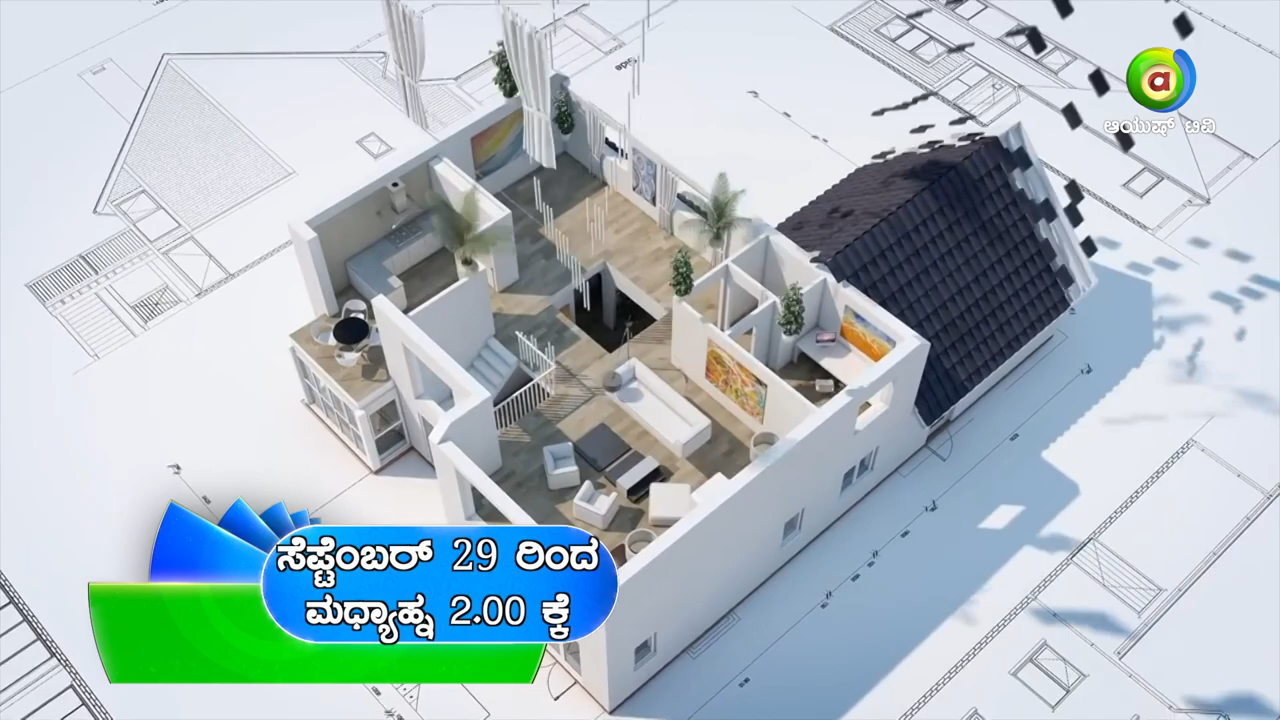 ಆಯುಷ್ ಟಿವಿ
ಸೆಪ್ಟೆಂಬರ್ 29 ರಿಂದ
ಮಧ್ಯಾಹ್ನ 2.00 ಕ್ಕೆ